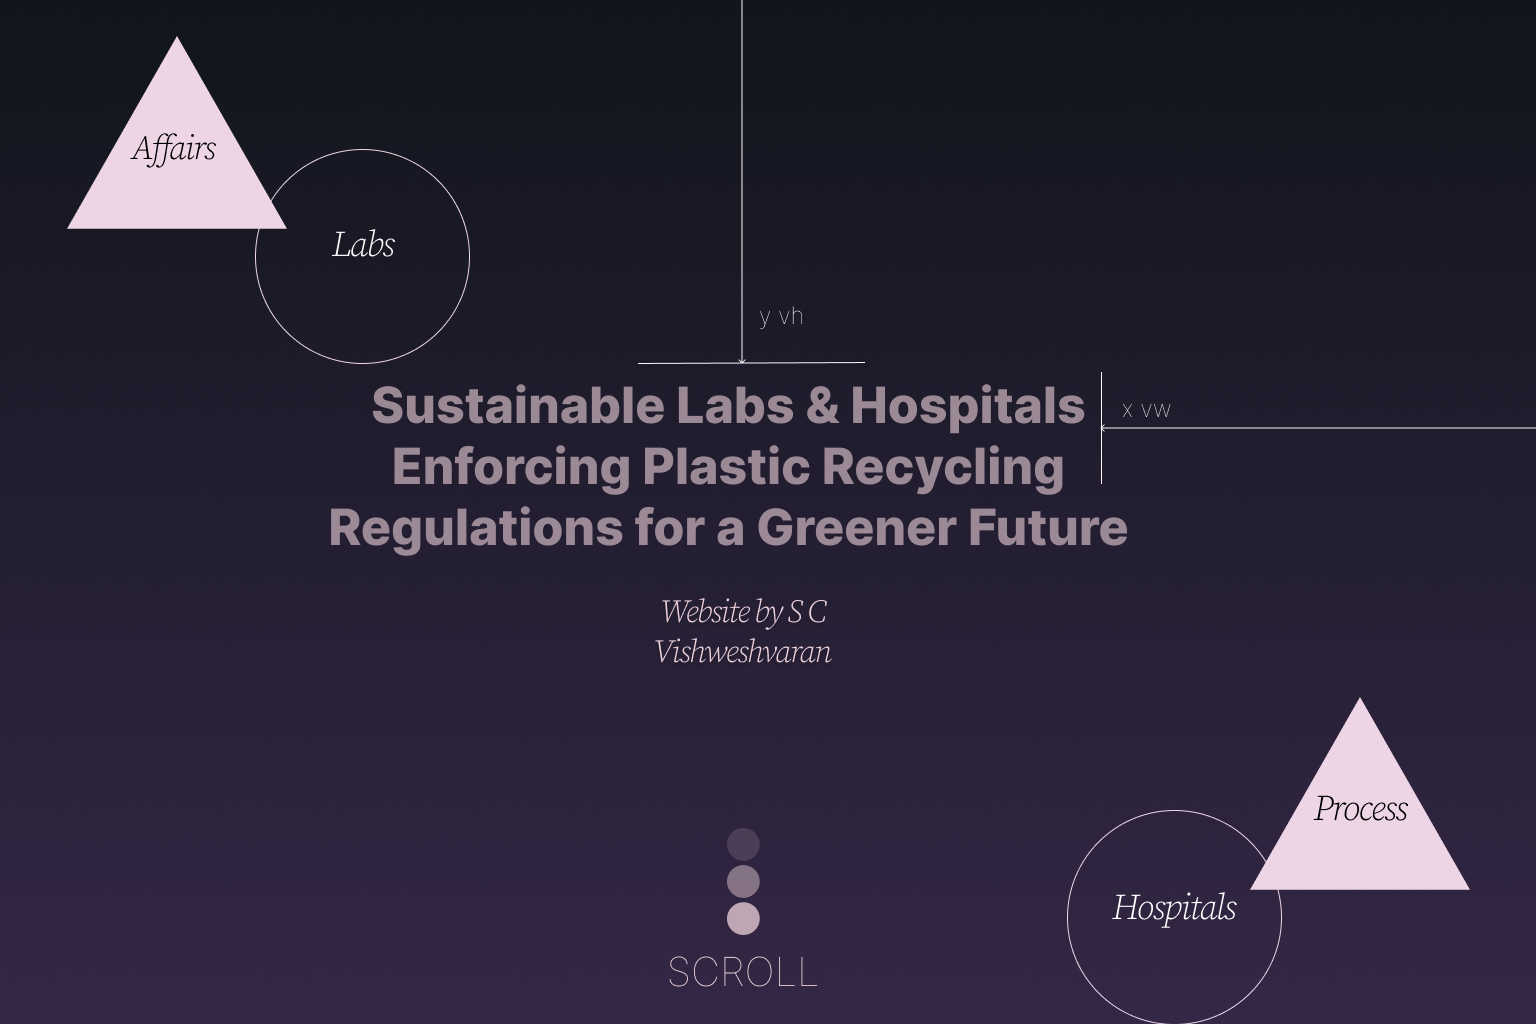 Affairs
Labs
y vh
Sustainable Labs & Hospitals
x vw
Enforcing Plastic Recycling
Regulations for a Greener Future
Website by S C
Vishweshvaran
Process
Hospitals
SCROLL